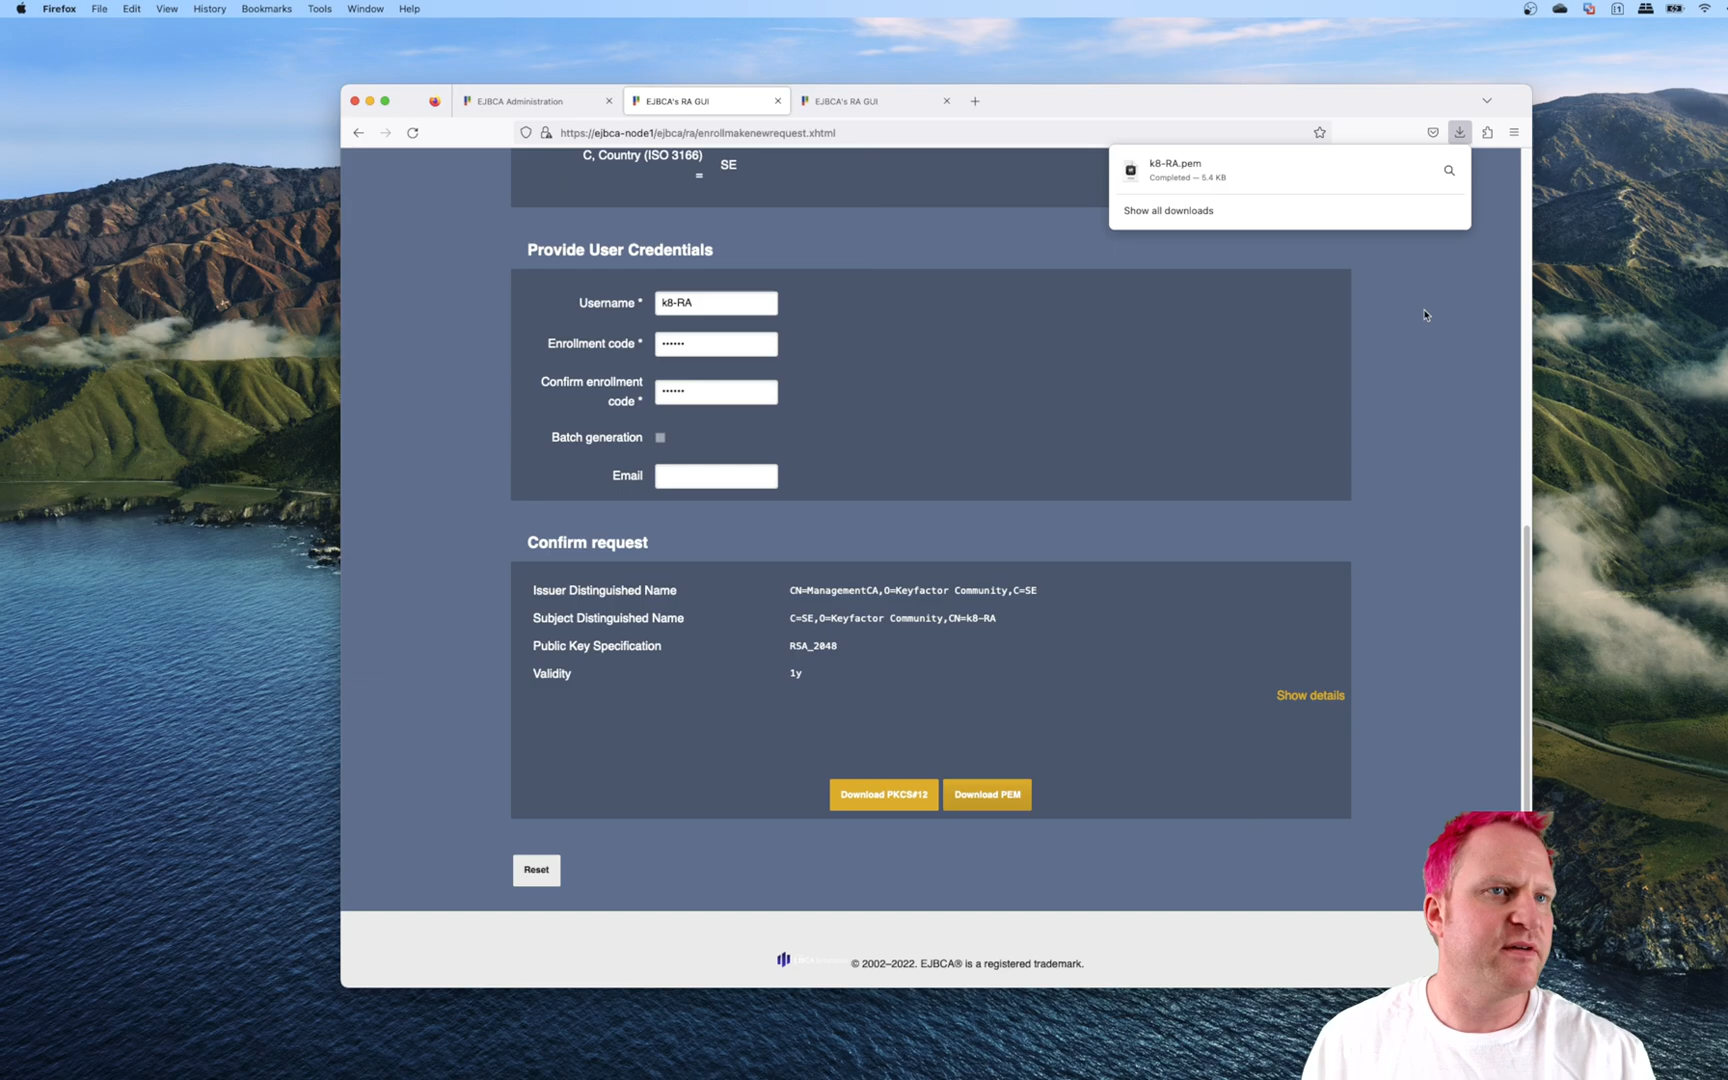 Firefox File Edit View History Bookmarks Tools Window Help
EJBCA Administration
EJBCA's RA GUI
EJBCA's RA GUI
https://ejbca-node1/ejbca/ra/enrollmakenewrequest.xhtml
k8-RA.pem
Completed — 5.4 KB
Show all downloads
C, Country (ISO 3166) = SE
Provide User Credentials
Username * k8-RA
Enrollment code * ••••••
Confirm enrollment code * ••••••
Batch generation
Email
Confirm request
Issuer Distinguished Name CN=ManagementCA,O=Keyfactor Community,C=SE
Subject Distinguished Name C=SE,O=Keyfactor Community,CN=k8-RA
Public Key Specification RSA_2048
Validity 1y
Show details
Download PKCS#12 Download PEM
Reset
© 2002–2022. EJBCA® is a registered trademark.